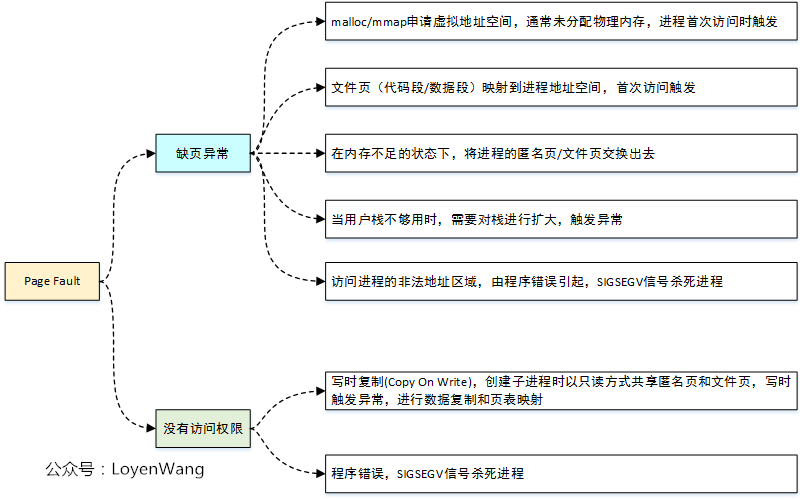 malloc/mmap申请虚拟地址空间，通常未分配物理内存，进程首次访问时触发
文件页（代码段/数据段）映射到进程地址空间，首次访问触发
缺页异常
在内存不足的状态下，将进程的匿名页/文件页交换出去
当用户栈不够用时，需要对栈进行扩大，触发异常
Page Fault
访问进程的非法地址区域，由程序错误引起，SIGSEGV信号杀死进程
写时复制(Copy On Write)，创建子进程时以只读方式共享匿名页和文件页，写时
触发异常，进行数据复制和页表映射
没有访问权限
公众号：LoyenWang
程序错误，SIGSEGV信号杀死进程